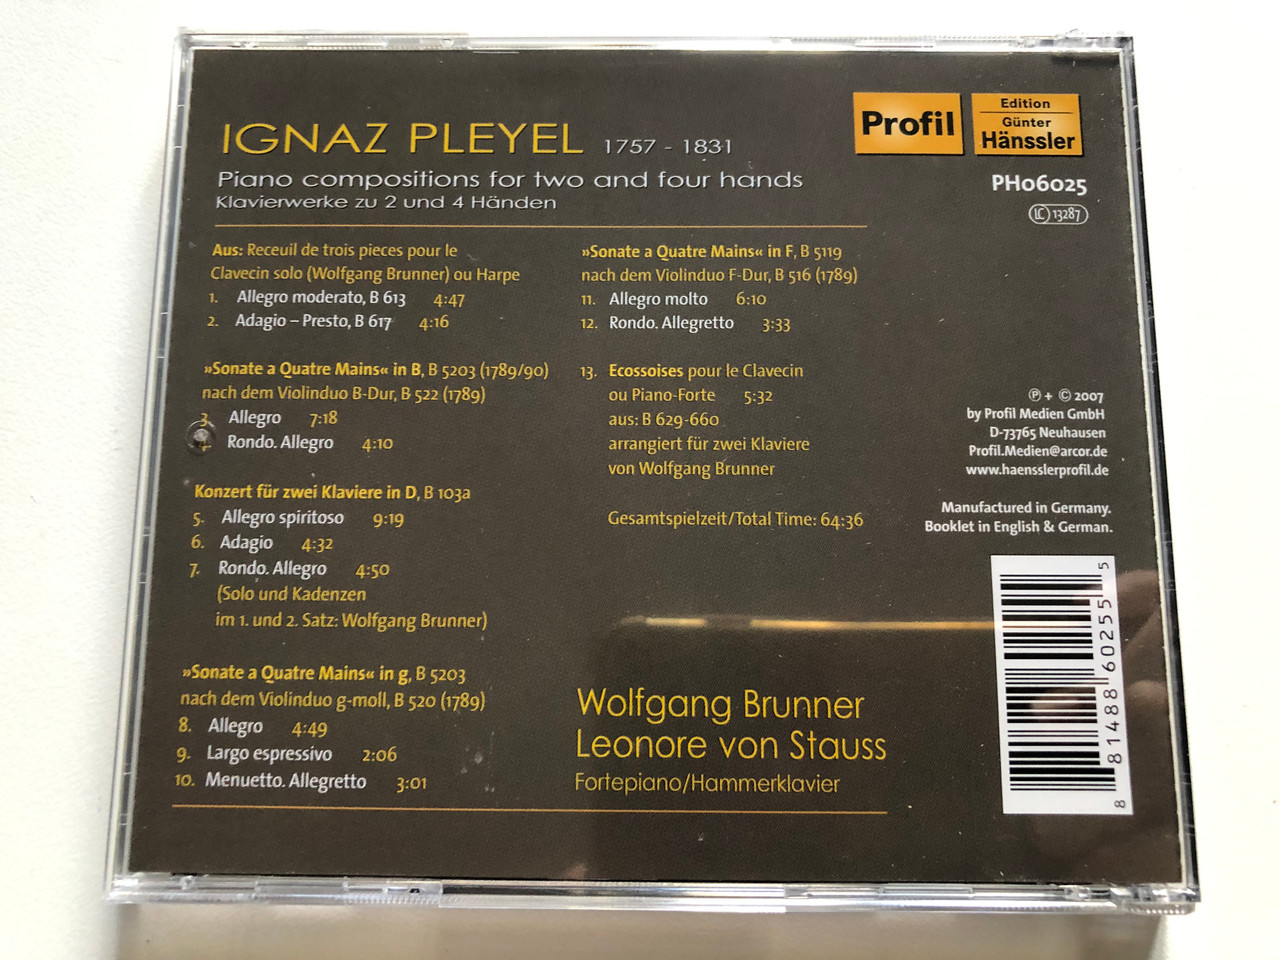 IGNAZ PLEYEL 1757 - 1831
Piano compositions for two and four hands
Klavierwerke zu 2 und 4 Händen
Profil
Edition
Günter
Hänssler
PH06025
LC 13287
Aus: Receuil de trois pieces pour le
Clavecin solo (Wolfgang Brunner) ou Harpe
1. Allegro moderato, B 613 4:47
2. Adagio – Presto, B 617 4:16
»Sonate a Quatre Mains« in B, B 5203 (1789/90)
nach dem Violinduo B-Dur, B 522 (1789)
3. Allegro 7:18
4. Rondo. Allegro 4:10
Konzert für zwei Klaviere in D, B 103a
5. Allegro spiritoso 9:19
6. Adagio 4:32
7. Rondo. Allegro 4:50
(Solo und Kadenzen
im 1. und 2. Satz: Wolfgang Brunner)
»Sonate a Quatre Mains« in g, B 5203
nach dem Violinduo g-moll, B 520 (1789)
8. Allegro 4:49
9. Largo espressivo 2:06
10. Menuetto. Allegretto 3:01
»Sonate a Quatre Mains« in F, B 5119
nach dem Violinduo F-Dur, B 516 (1789)
11. Allegro molto 6:10
12. Rondo. Allegretto 3:33
13. Ecossoises pour le Clavecin
ou Piano-Forte 5:32
aus: B 629-660
arrangiert für zwei Klaviere
von Wolfgang Brunner
Gesamtspielzeit/Total Time: 64:36
Wolfgang Brunner
Leonore von Stauss
Fortepiano/Hammerklavier
℗ + © 2007
by Profil Medien GmbH
D-73765 Neuhausen
Profil.Medien@arcor.de
www.haensslerprofil.de
Manufactured in Germany.
Booklet in English & German.
8 81488 60255 5